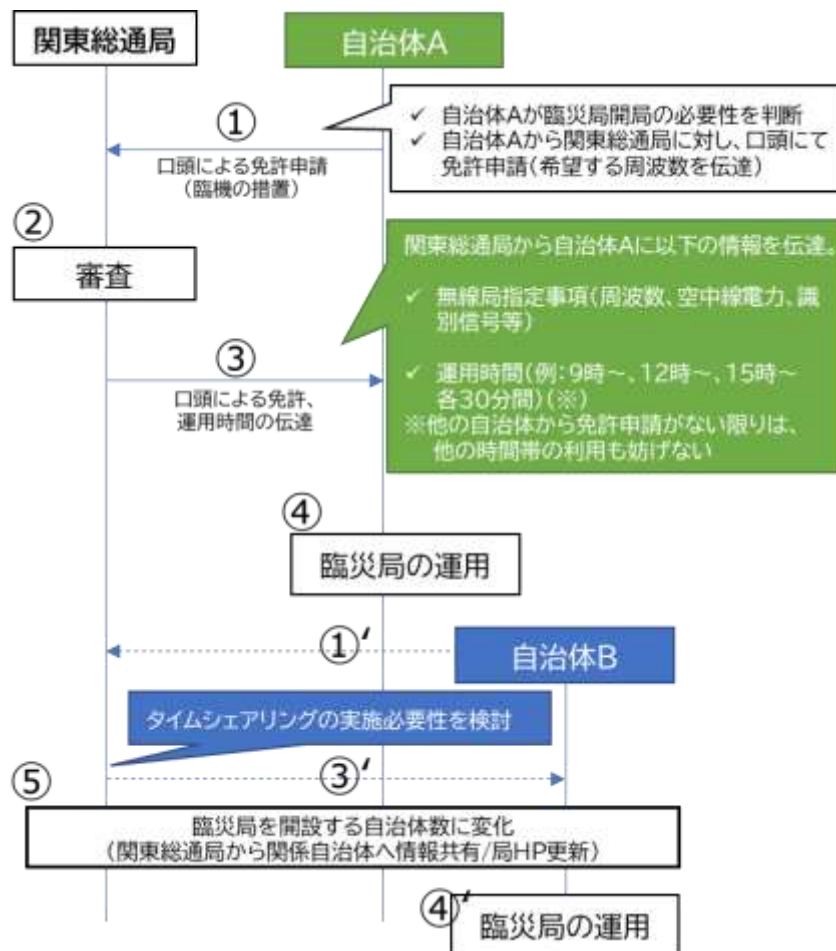 関東総通局
自治体A
①
✓ 自治体Aが臨災局開局の必要性を判断
✓ 自治体Aから関東総通局に対し、口頭にて
免許申請(希望する周波数を伝達)
口頭による免許申請
(臨機の措置)
②
審査
関東総通局から自治体Aに以下の情報を伝達。
✓ 無線局指定事項(周波数、空中線電力、識
別信号等)
✓ 運用時間(例:9時~、12時~、15時~
各30分間)(※)
※他の自治体から免許申請がない限りは、
他の時間帯の利用も妨げない
③
口頭による免許、
運用時間の伝達
④
臨災局の運用
①′
自治体B
タイムシェアリングの実施必要性を検討
③′
⑤
臨災局を開設する自治体数に変化
(関東総通局から関係自治体へ情報共有/局HP更新)
④′
臨災局の運用